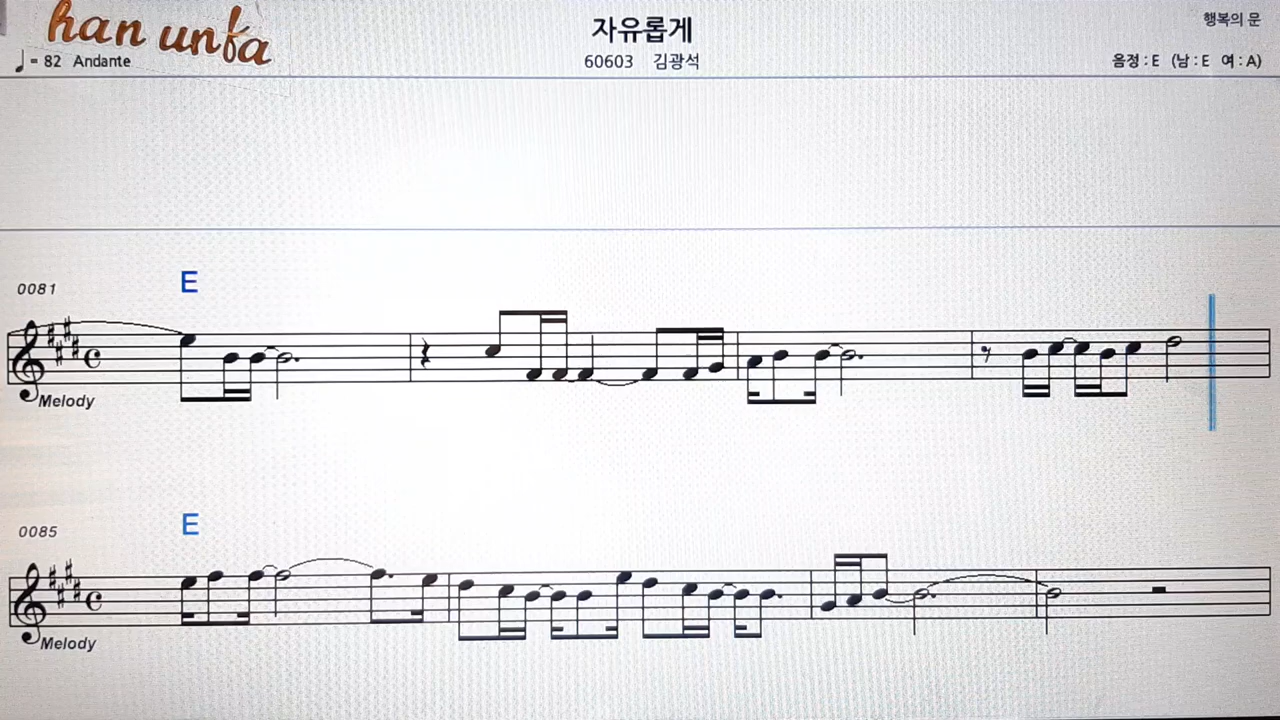 han unfa
자유롭게
행복의 문
♩ = 82 Andante
60603 김광석
음정 : E (남 : E 여 : A)
E
0081
Melody
E
0085
Melody